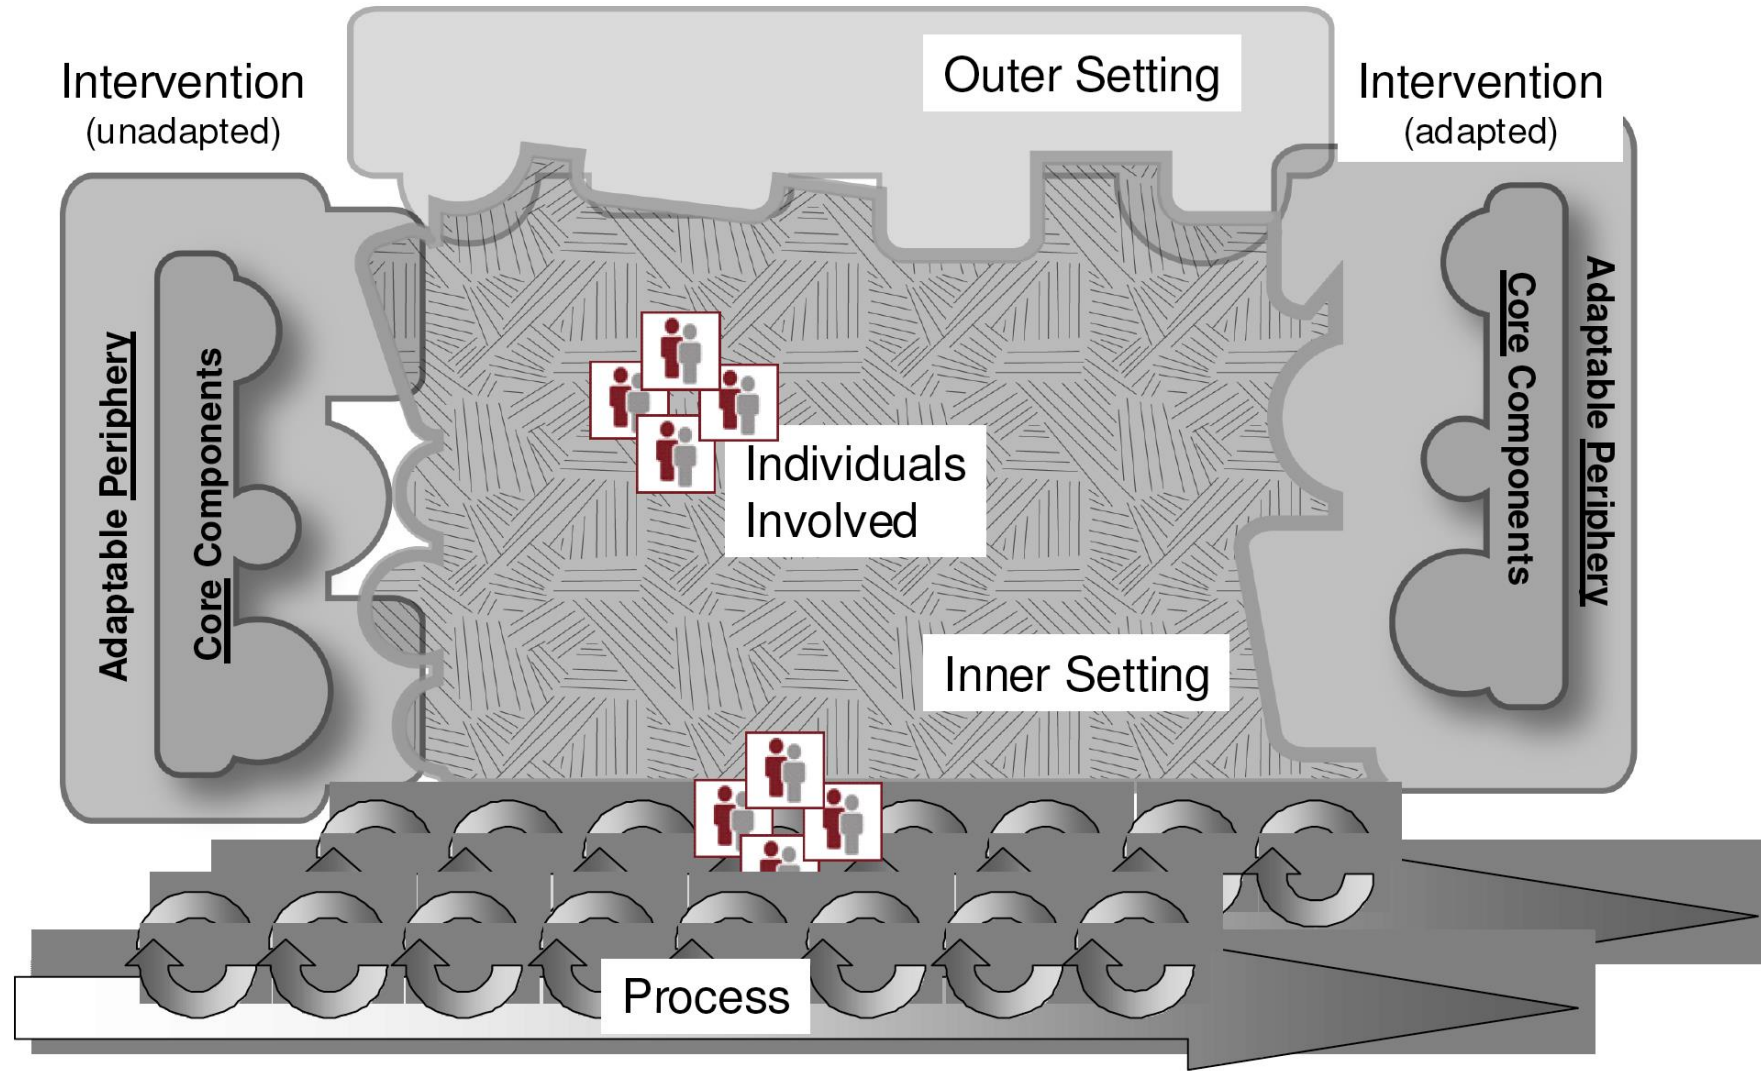 Outer Setting
Intervention
(unadapted)
Intervention
(adapted)
Adaptable Periphery
Core Components
Core Components
Adaptable Periphery
Individuals
Involved
Inner Setting
Process